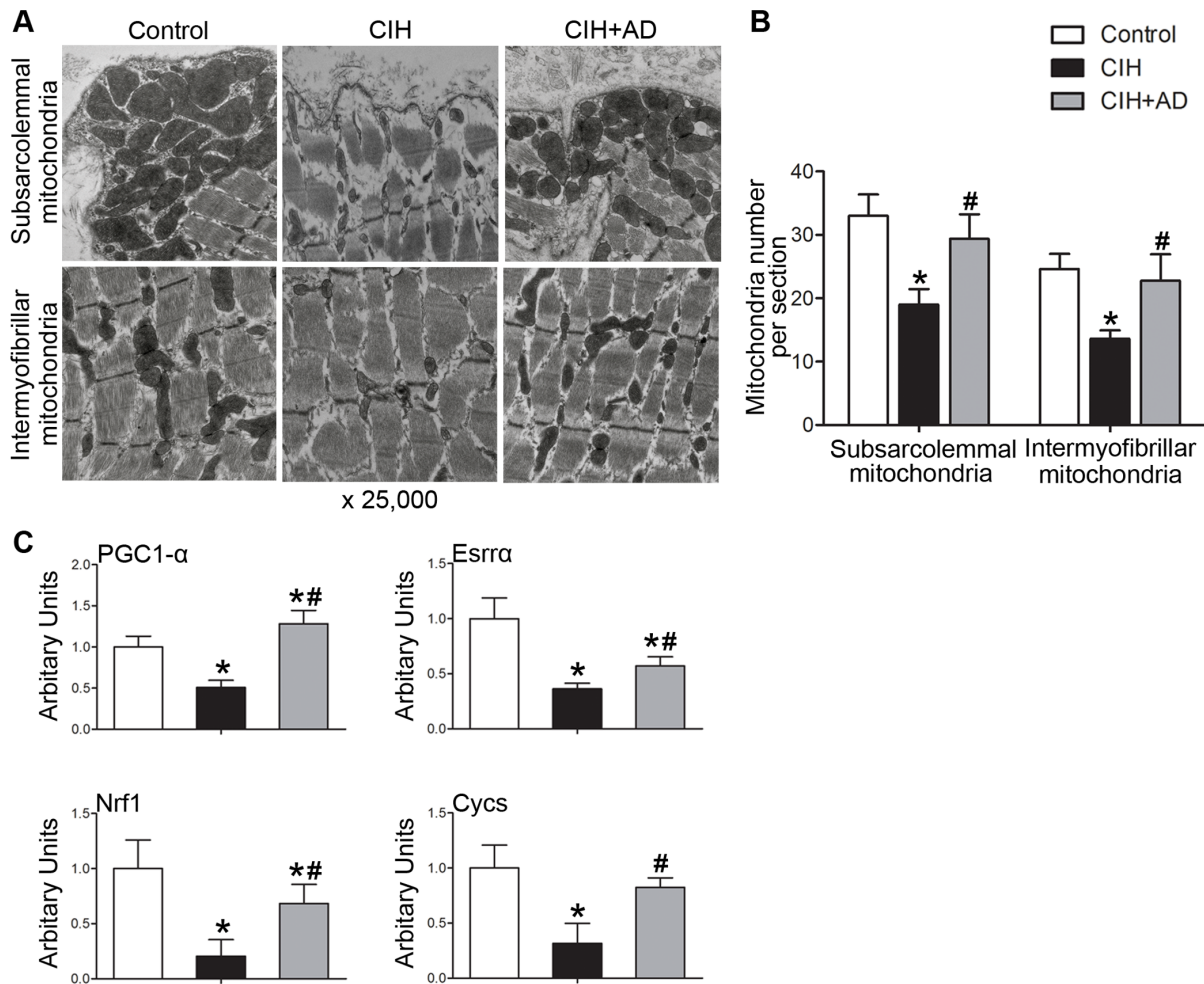 A
Control
CIH
CIH+AD
Subsarcolemmal
mitochondria
Intermyofibrillar
mitochondria
x 25,000
B
Control
CIH
CIH+AD
Mitochondria number
per section
40
30
20
10
0
#
*
#
*
Subsarcolemmal
mitochondria
Intermyofibrillar
mitochondria
C
PGC1-α
Arbitary Units
2.0
1.5
1.0
0.5
0.0
*
*#
Esrrα
Arbitary Units
1.5
1.0
0.5
0.0
*
*#
Nrf1
Arbitary Units
1.5
1.0
0.5
0.0
*
*#
Cycs
Arbitary Units
1.5
1.0
0.5
0.0
*
#